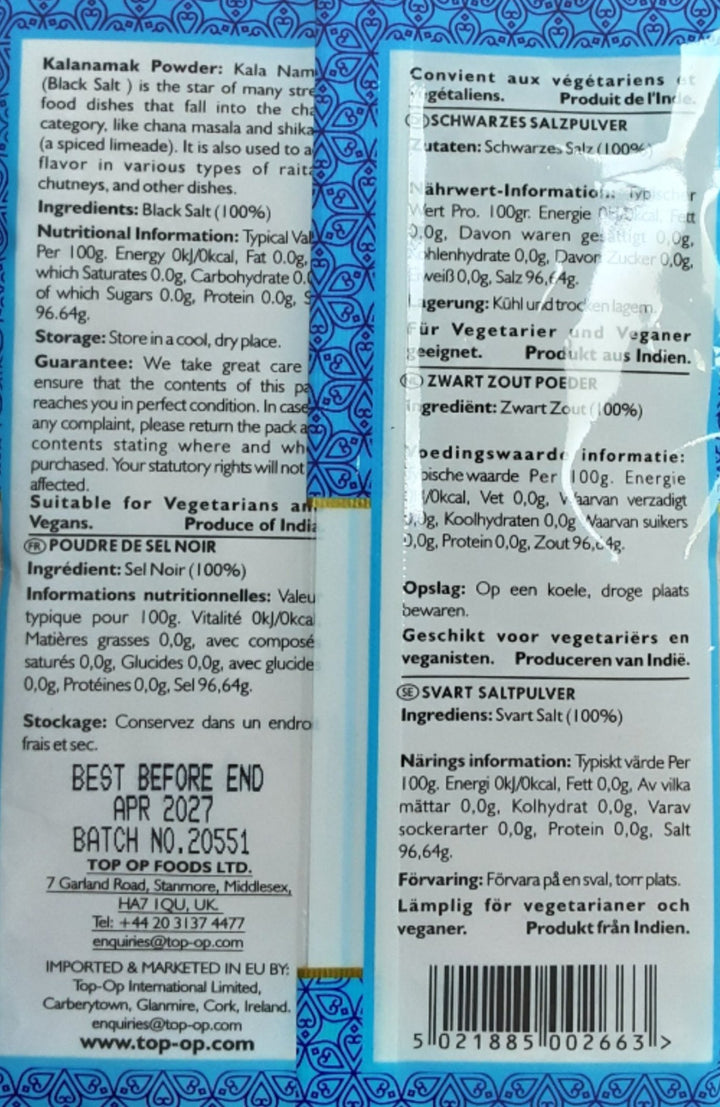 Kalanamak Powder: Kala Nam
(Black Salt ) is the star of many stre
food dishes that fall into the cha
category, like chana masala and shika
(a spiced limeade). It is also used to a
flavor in various types of raita
chutneys, and other dishes.
Ingredients: Black Salt (100%)
Nutritional Information: Typical Val
Per 100g. Energy 0kJ/0kcal, Fat 0.0g,
which Saturates 0.0g, Carbohydrate 0.0
of which Sugars 0.0g, Protein 0.0g, S
96.64g.
Storage: Store in a cool, dry place.
Guarantee: We take great care
ensure that the contents of this pa
reaches you in perfect condition. In case
any complaint, please return the pack a
contents stating where and wh
purchased. Your statutory rights will not
affected.
Suitable for Vegetarians an
Vegans. Produce of India
FR POUDRE DE SEL NOIR
Ingrédient: Sel Noir (100%)
Informations nutritionnelles: Valeu
typique pour 100g. Vitalité 0kJ/0kcal
Matières grasses 0,0g, avec composé
saturés 0,0g, Glucides 0,0g, avec glucide
0,0g, Protéines 0,0g, Sel 96,64g.
Stockage: Conservez dans un endro
frais et sec.
BEST BEFORE END
APR 2027
BATCH NO.20551
TOP OP FOODS LTD.
7 Garland Road, Stanmore, Middlesex,
HA7 1QU, UK.
Tel: +44 20 3137 4477
enquiries@top-op.com
IMPORTED & MARKETED IN EU BY:
Top-Op International Limited,
Carberytown, Glanmire, Cork, Ireland.
enquiries@top-op.com
www.top-op.com
Convient aux végétariens et
végétaliens. Produit de l'Inde.
SCHWARZES SALZPULVER
Zutaten: Schwarzes Salz (100%)
Nährwert-Information: Typischer
Wert Pro. 100gr. Energie 0kJ/0kcal, Fett
0,0g, Davon waren gesättigt 0,0g,
Kohlenhydrate 0,0g, Davon Zucker 0,0g,
Eiweiß 0,0g, Salz 96,64g.
Lagerung: Kühl und trocken lagern.
Für Vegetarier und Veganer
geeignet. Produkt aus Indien.
NL ZWART ZOUT POEDER
Ingrediënt: Zwart Zout (100%)
Voedingswaarde informatie:
Typische waarde Per 100g. Energie
0kJ/0kcal, Vet 0,0g, Waarvan verzadigt
0,0g, Koolhydraten 0,0g Waarvan suikers
0,0g, Protein 0,0g, Zout 96,64g.
Opslag: Op een koele, droge plaats
bewaren.
Geschikt voor vegetariërs en
veganisten. Produceren van Indië.
SE SVART SALTPULVER
Ingrediens: Svart Salt (100%)
Närings information: Typiskt värde Per
100g. Energi 0kJ/0kcal, Fett 0,0g, Av vilka
mättar 0,0g, Kolhydrat 0,0g, Varav
sockerarter 0,0g, Protein 0,0g, Salt
96,64g.
Förvaring: Förvara på en sval, torr plats.
Lämplig för vegetarianer och
veganer. Produkt från Indien.
5 021885 002663 >